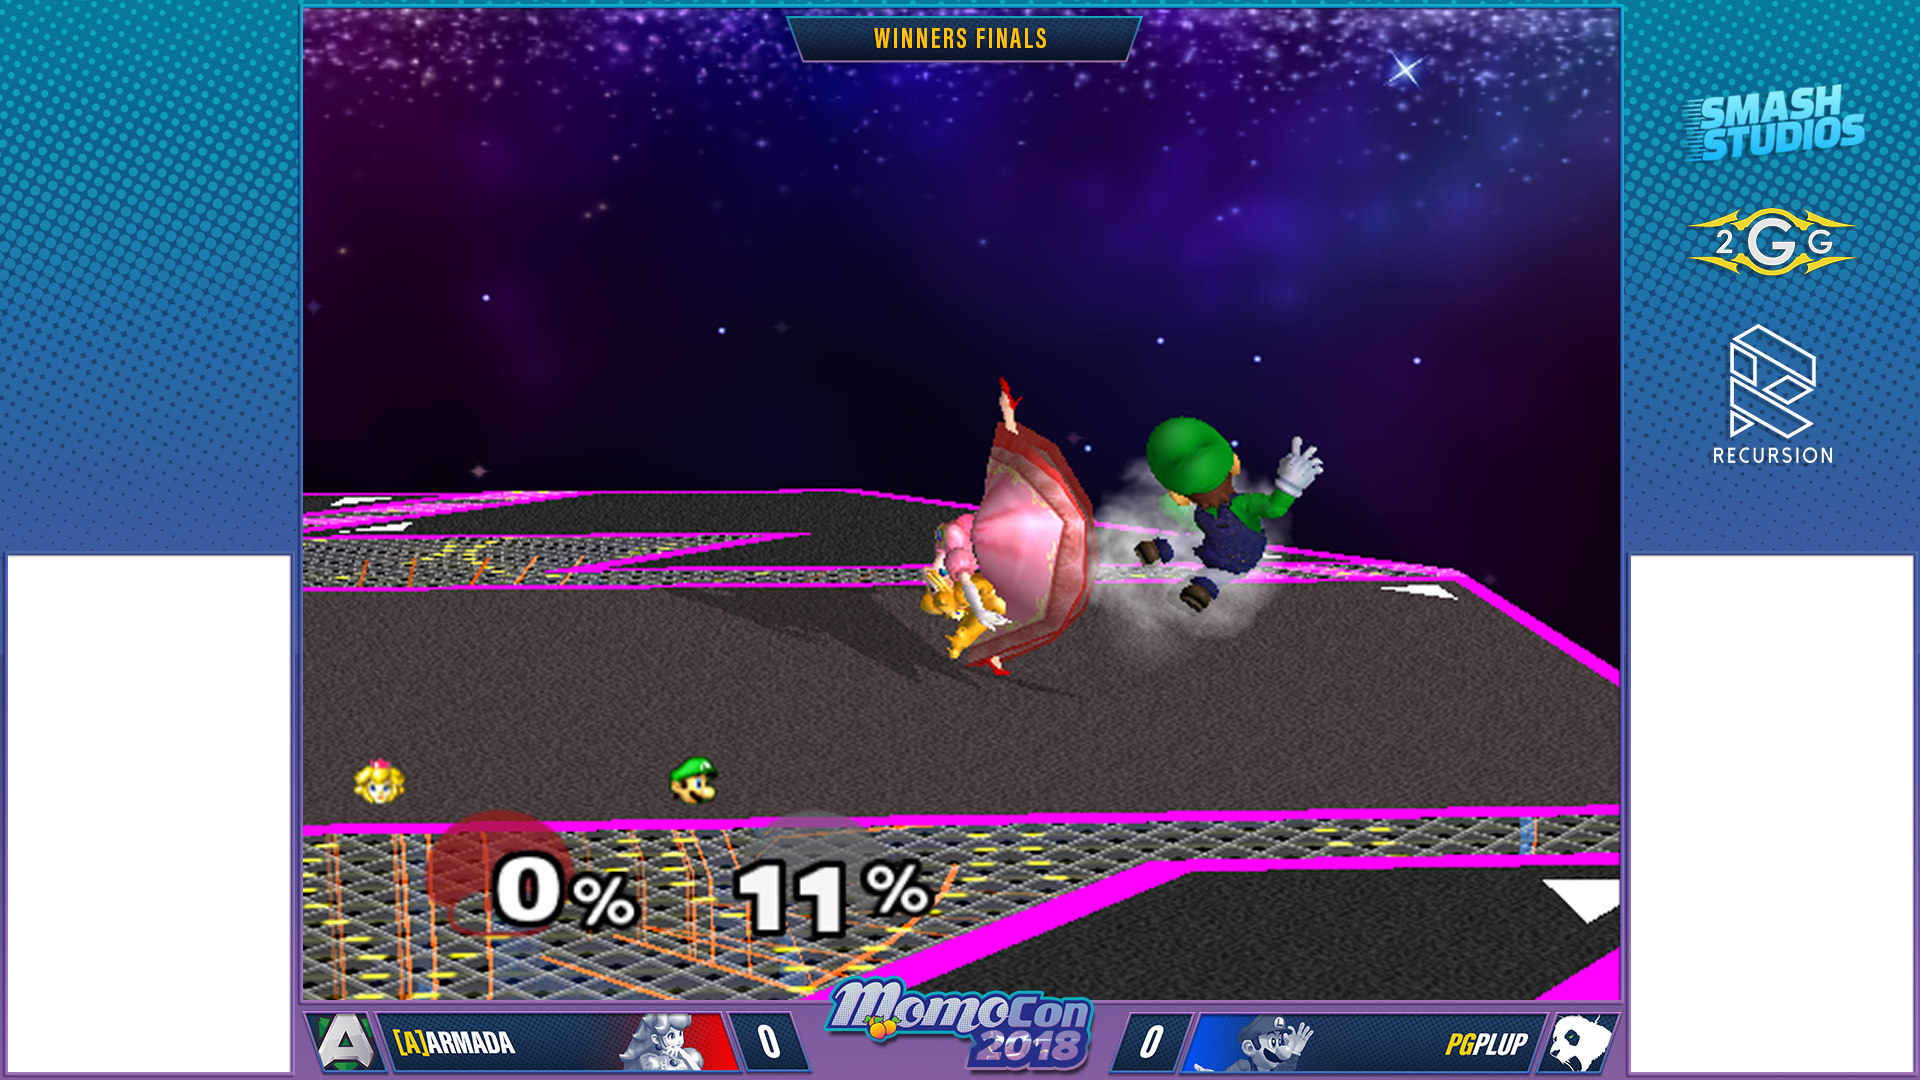 WINNERS FINALS
SMASH
STUDIOS
2GG
RECURSION
0%
11%
A
[A]ARMADA
0
MomoCon
2018
0
PGPLUP